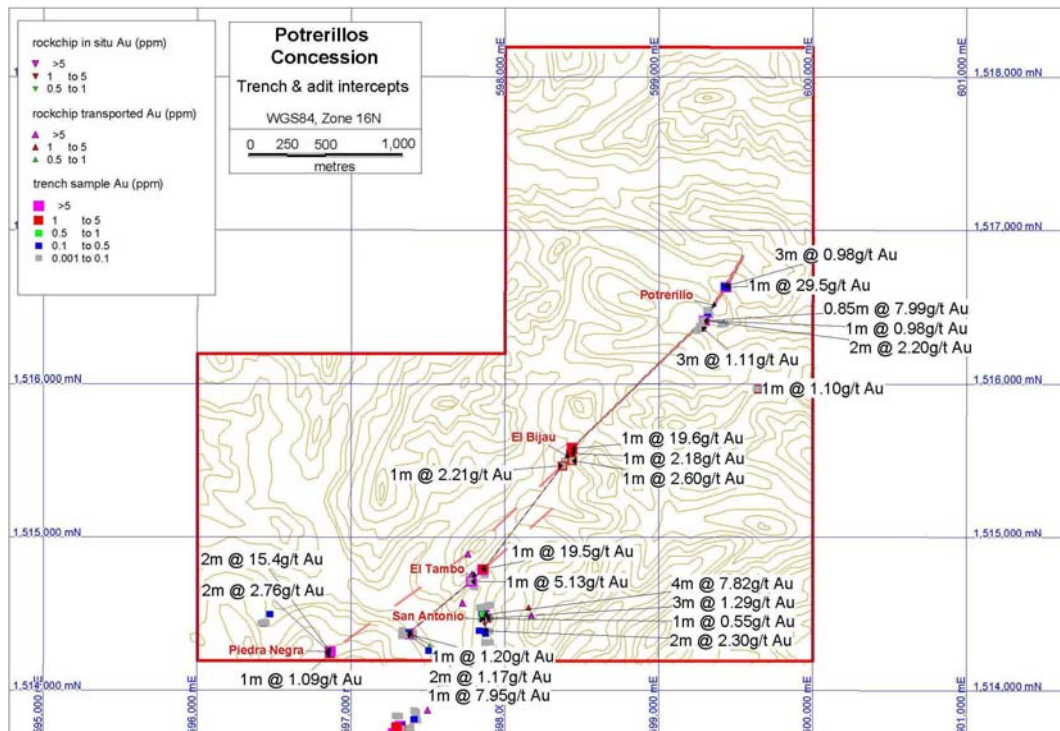 rockchip in situ Au (ppm)
>5
1 to 5
0.5 to 1
rockchip transported Au (ppm)
>5
1 to 5
0.5 to 1
trench sample Au (ppm)
>5
1 to 5
0.5 to 1
0.1 to 0.5
0.001 to 0.1
Potrerillos
Concession
Trench & adit intercepts
WGS84, Zone 16N
0 250 500 1,000
metres
598,000 mE
599,000 mE
600,000 mE
601,000 mE
1,518,000 mN
1,517,000 mN
3m @ 0.98g/t Au
1m @ 29.5g/t Au
Potrerillo
0.85m @ 7.99g/t Au
1m @ 0.98g/t Au
2m @ 2.20g/t Au
3m @ 1.11g/t Au
1,516,000 mN
1,516,000 mN
1m @ 1.10g/t Au
El Bijau
1m @ 19.6g/t Au
1m @ 2.18g/t Au
1m @ 2.21g/t Au
1m @ 2.60g/t Au
1,515,000 mN
1,515,000 mN
2m @ 15.4g/t Au
1m @ 19.5g/t Au
El Tambo
1m @ 5.13g/t Au
2m @ 2.76g/t Au
4m @ 7.82g/t Au
3m @ 1.29g/t Au
San Antonio
1m @ 0.55g/t Au
2m @ 2.30g/t Au
Piedra Negra
1m @ 1.20g/t Au
1m @ 1.09g/t Au
2m @ 1.17g/t Au
1m @ 7.95g/t Au
1,514,000 mN
1,514,000 mN
595,000 mE
596,000 mE
597,000 mE
598,000 mE
599,000 mE
600,000 mE
601,000 mE